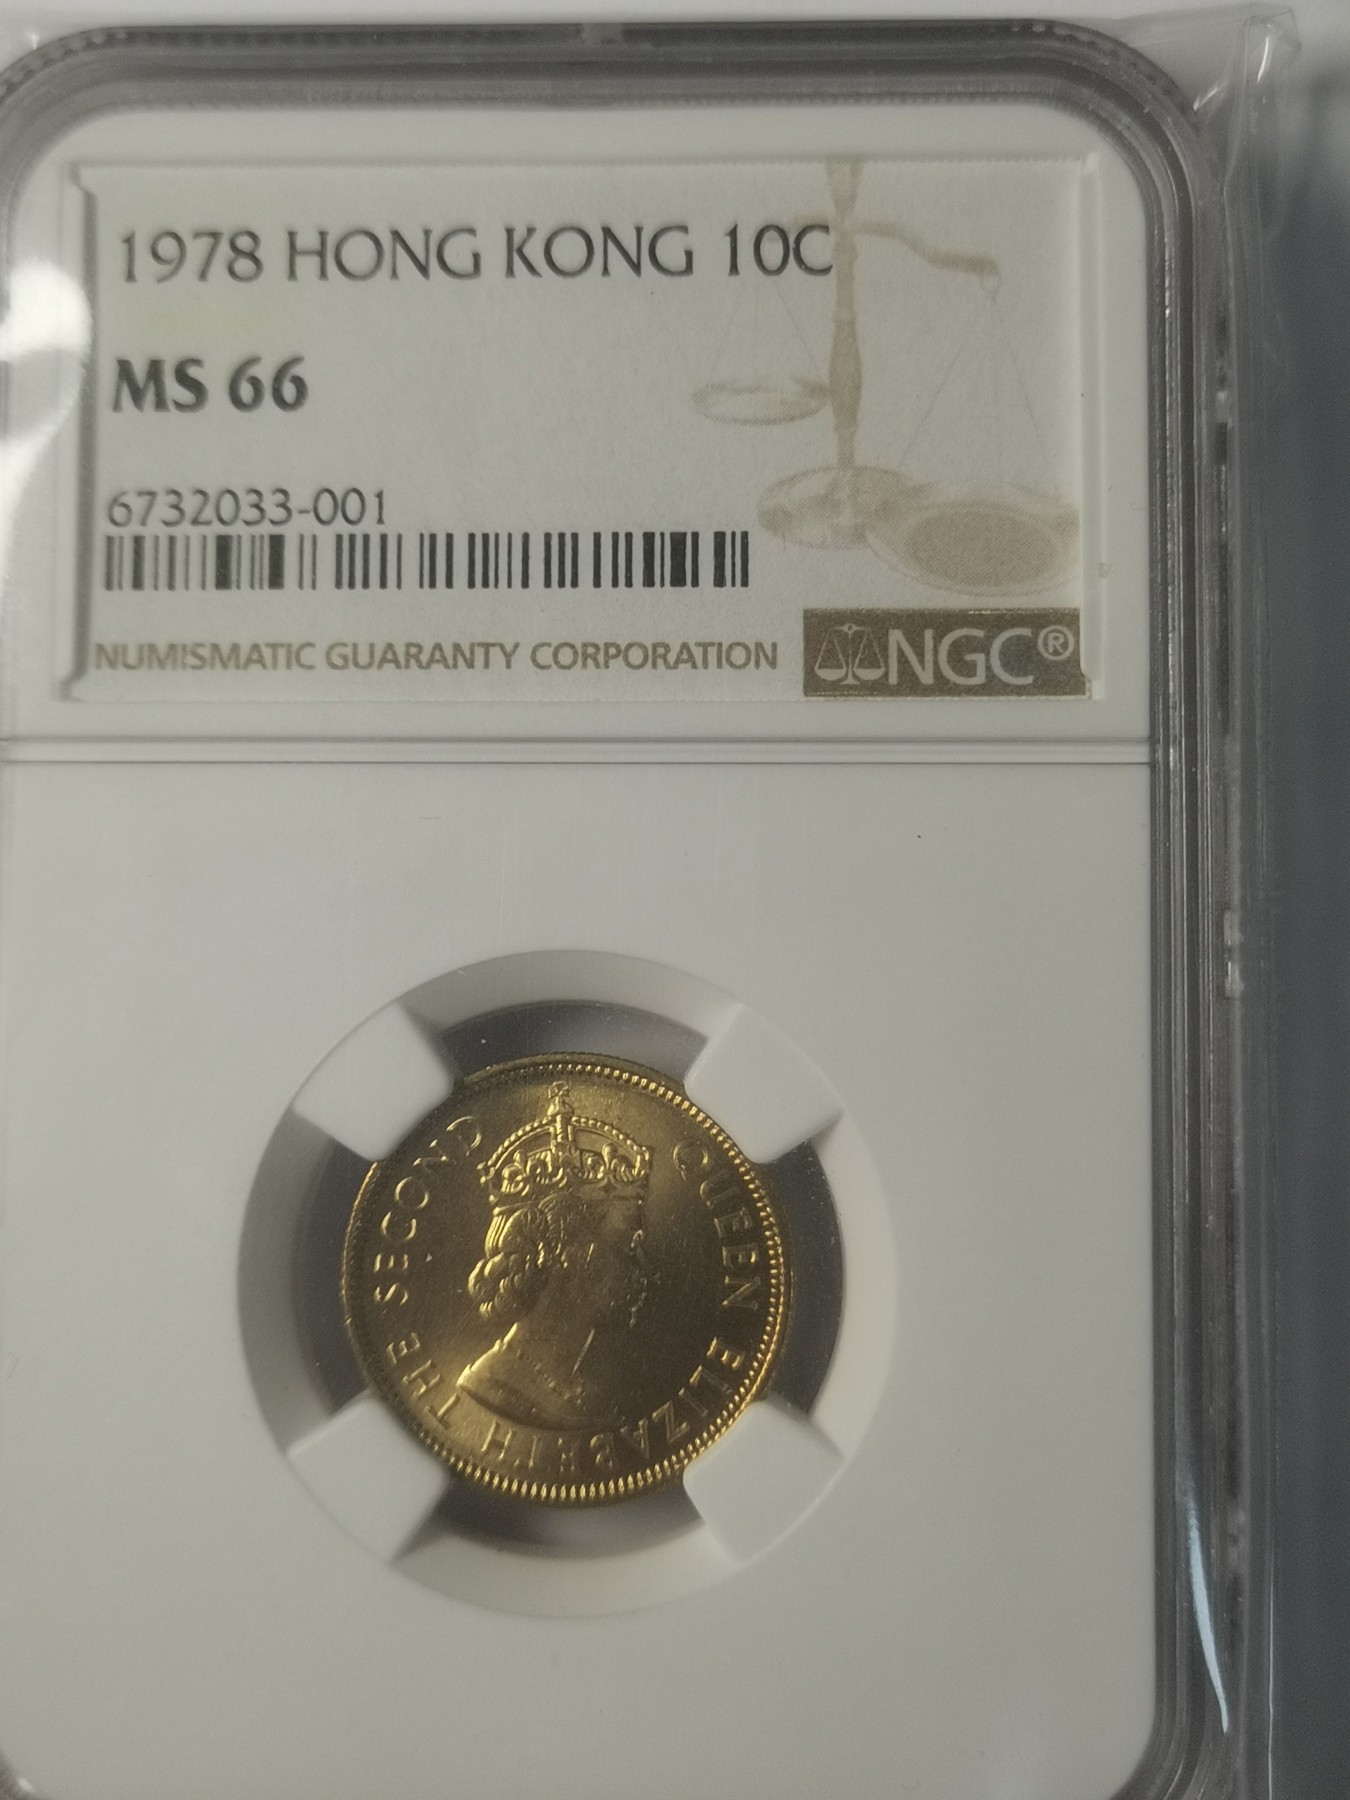 1978 HONG KONG 10C
MS 66
6732033-001
NUMISMATIC GUARANTY CORPORATION
NGC®
QUEEN ELIZABETH THE SECOND